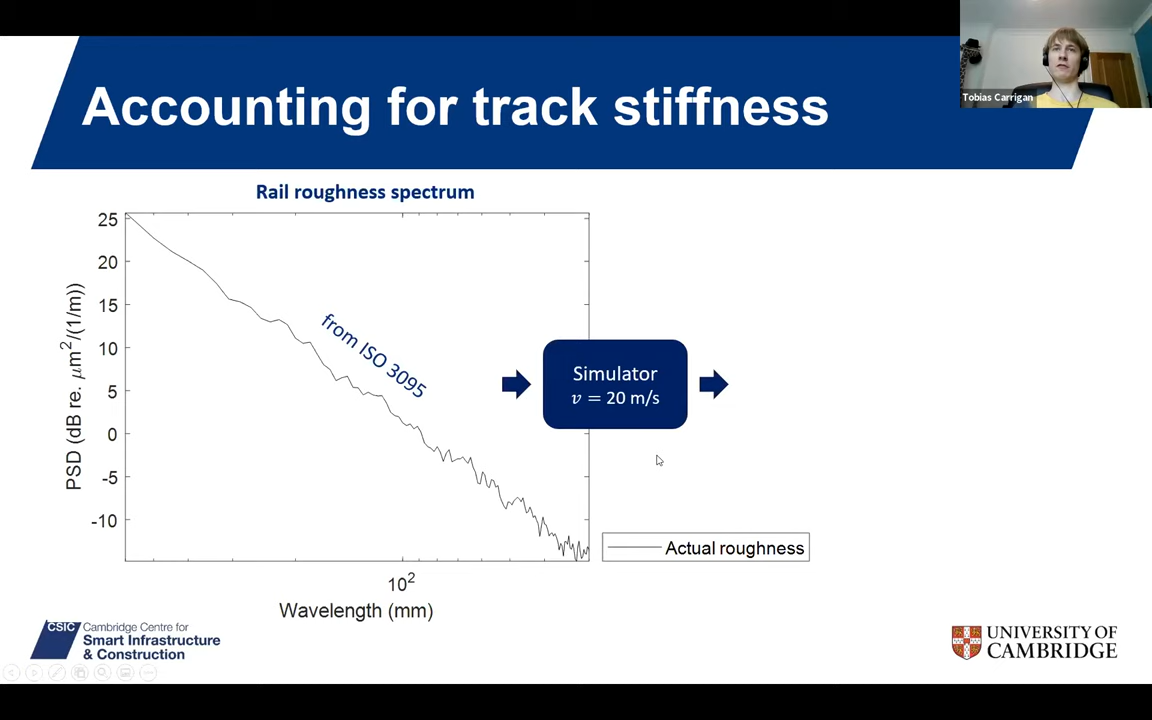 Accounting for track stiffness
Tobias Carrigan
Rail roughness spectrum
25
20
15
10
5
0
-5
-10
PSD (dB re. μm²/(1/m))
from ISO 3095
Simulator
v = 20 m/s
Actual roughness
10²
Wavelength (mm)
CSIC
Cambridge Centre for
Smart Infrastructure
& Construction
UNIVERSITY OF
CAMBRIDGE